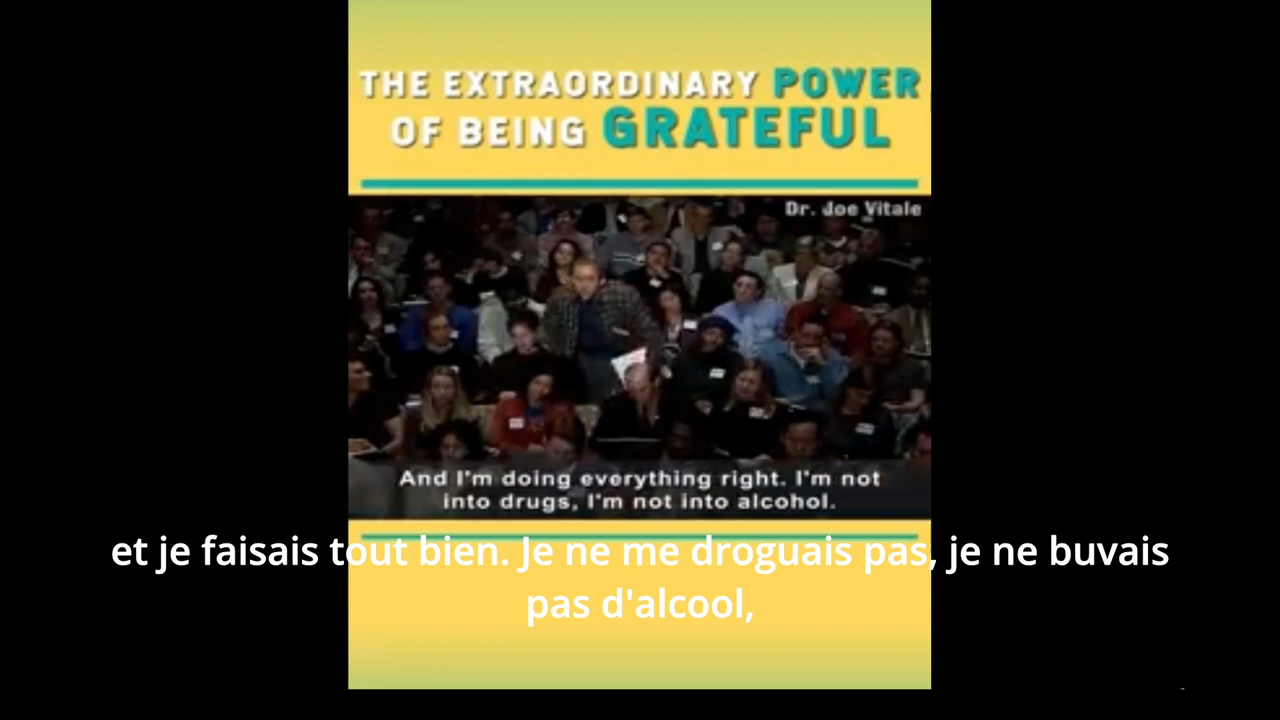 THE EXTRAORDINARY POWER
OF BEING GRATEFUL
Dr. Joe Vitale
And I'm doing everything right. I'm not
into drugs, I'm not into alcohol.
et je faisais tout bien. Je ne me droguais pas, je ne buvais
pas d'alcool,